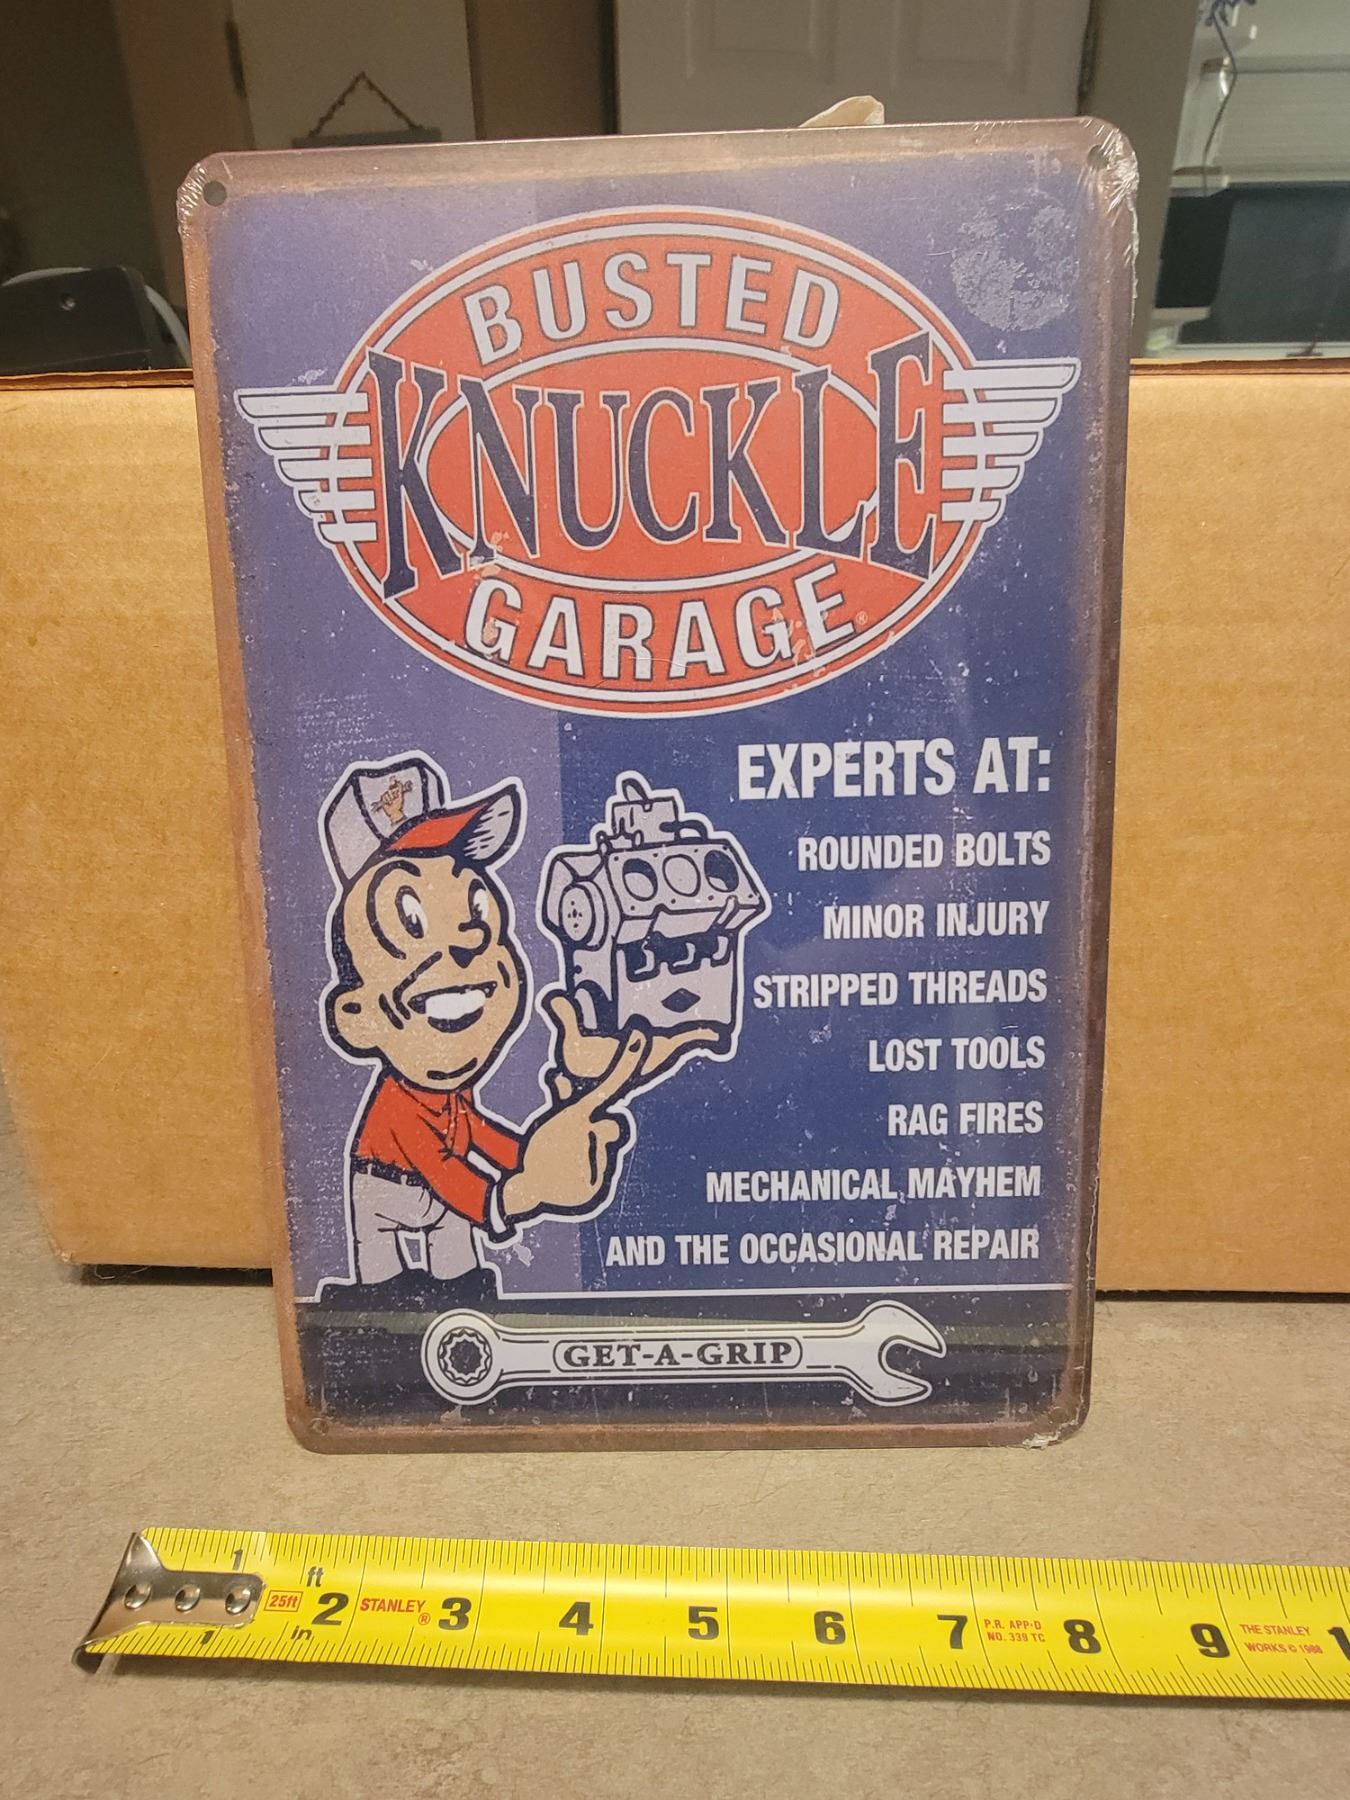 BUSTED
KNUCKLE
GARAGE®
EXPERTS AT:
ROUNDED BOLTS
MINOR INJURY
STRIPPED THREADS
LOST TOOLS
RAG FIRES
MECHANICAL MAYHEM
AND THE OCCASIONAL REPAIR
GET-A-GRIP
1 ft
25ft 2 STANLEY® 3 4 5 6 7 P.R. APP'D 8 9 THE STANLEY 1
1 in. NO. 339 TC WORKS © 1988